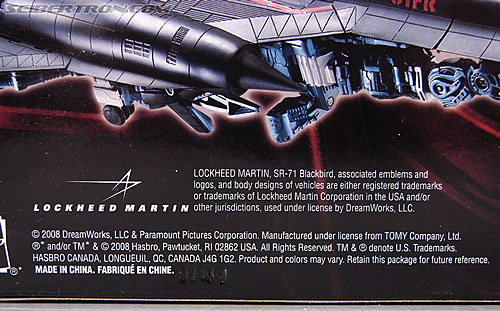 SEIBERTRON.COM
LOCKHEED MARTIN, SR-71 Blackbird, associated emblems and
logos, and body designs of vehicles are either registered trademarks
or trademarks of Lockheed Martin Corporation in the USA and/or
other jurisdictions, used under license by DreamWorks, LLC.
LOCKHEED MARTIN
© 2008 DreamWorks, LLC & Paramount Pictures Corporation. Manufactured under license from TOMY Company, Ltd.
®* and/or TM* & © 2008 Hasbro, Pawtucket, RI 02862 USA. All Rights Reserved. TM & ® denote U.S. Trademarks.
HASBRO CANADA, LONGUEUIL, QC, CANADA J4G 1G2. Product and colors may vary. Retain this package for future reference.
MADE IN CHINA. FABRIQUÉ EN CHINE.